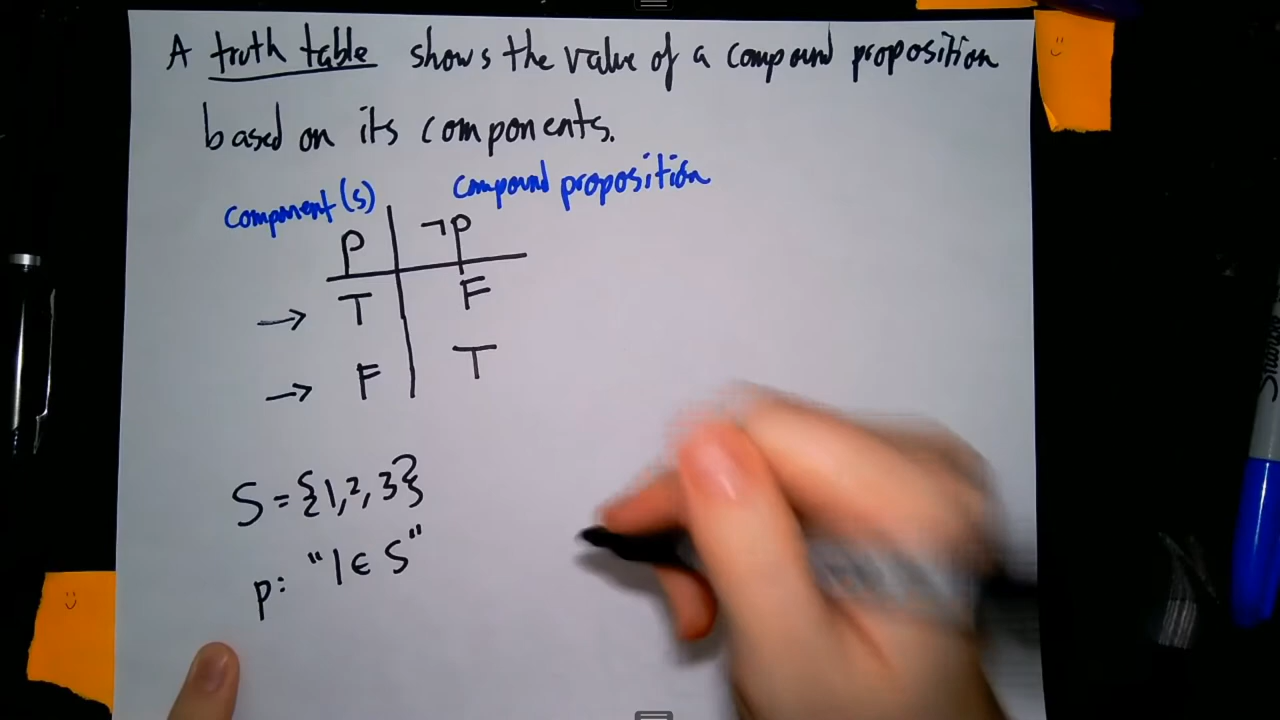 A truth table shows the value of a compound proposition
based on its components.
component(s) compound proposition
P ¬P
→ T F
→ F T
S = {1, 2, 3}
p: "1 ∈ S"
Sharpie